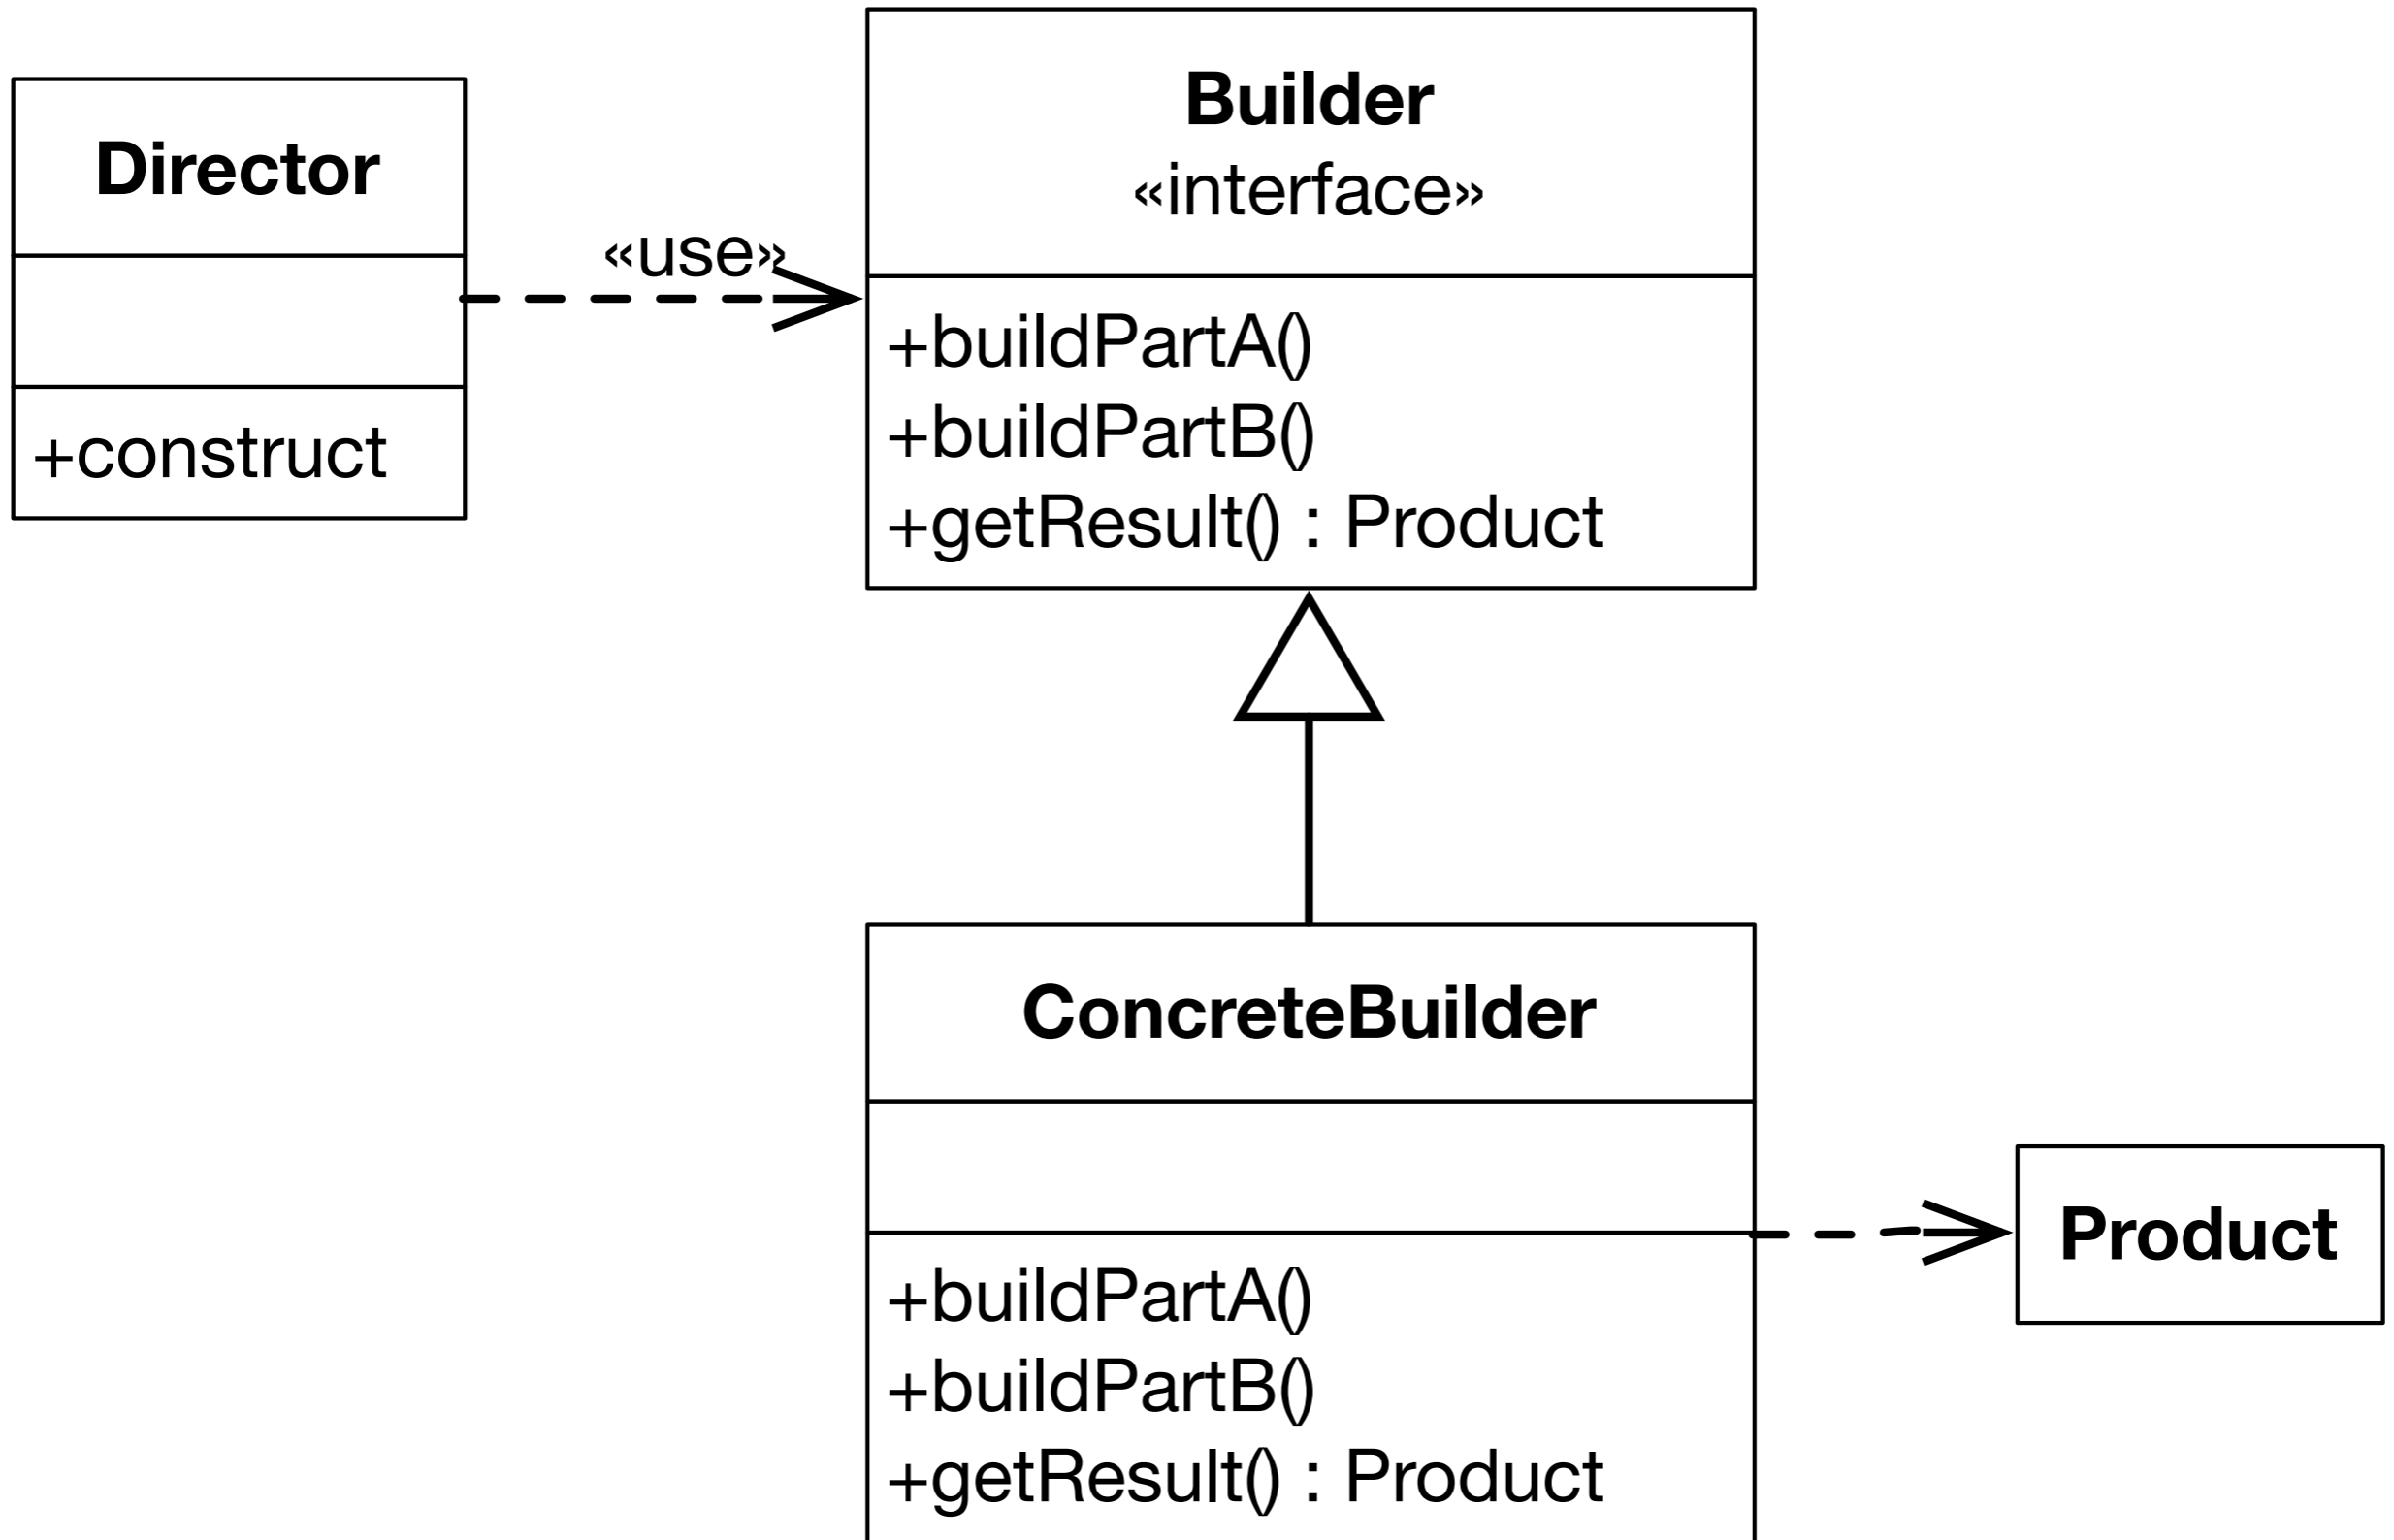 Director
+construct
«use»
Builder
«interface»
+buildPartA()
+buildPartB()
+getResult() : Product
ConcreteBuilder
+buildPartA()
+buildPartB()
+getResult() : Product
Product